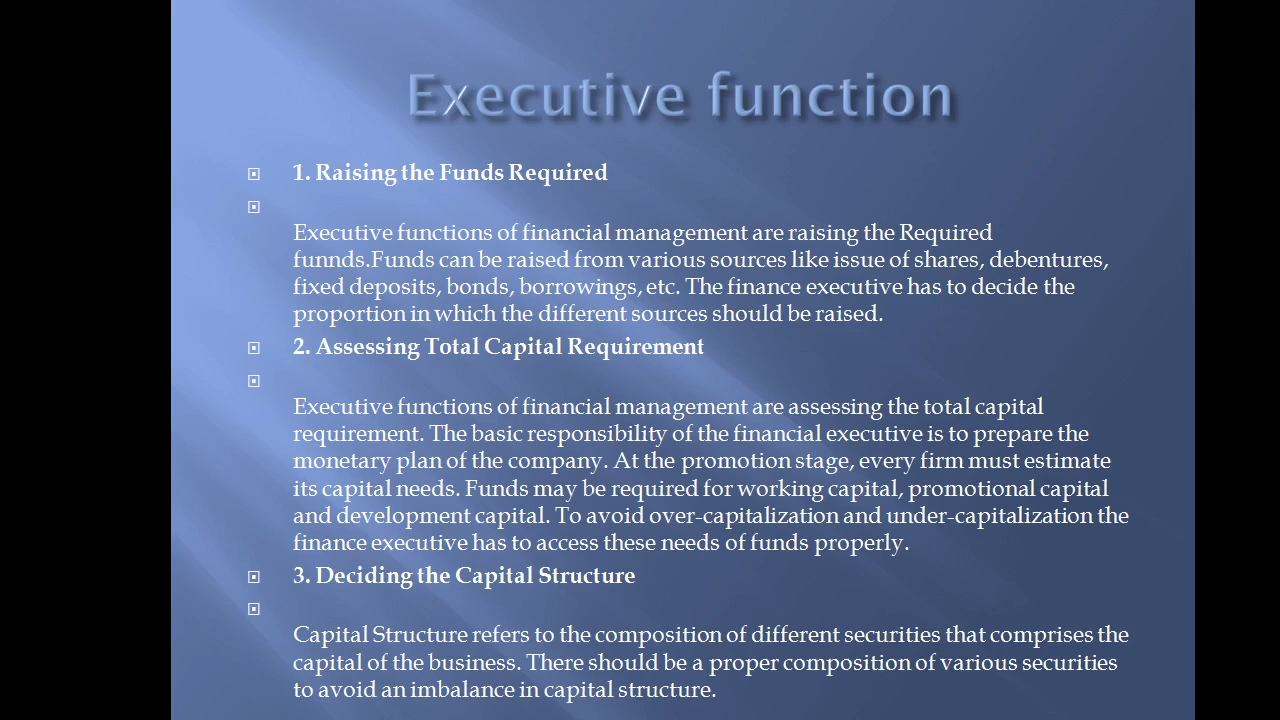 Executive function
1. Raising the Funds Required
Executive functions of financial management are raising the Required
funnds.Funds can be raised from various sources like issue of shares, debentures,
fixed deposits, bonds, borrowings, etc. The finance executive has to decide the
proportion in which the different sources should be raised.
2. Assessing Total Capital Requirement
Executive functions of financial management are assessing the total capital
requirement. The basic responsibility of the financial executive is to prepare the
monetary plan of the company. At the promotion stage, every firm must estimate
its capital needs. Funds may be required for working capital, promotional capital
and development capital. To avoid over-capitalization and under-capitalization the
finance executive has to access these needs of funds properly.
3. Deciding the Capital Structure
Capital Structure refers to the composition of different securities that comprises the
capital of the business. There should be a proper composition of various securities
to avoid an imbalance in capital structure.